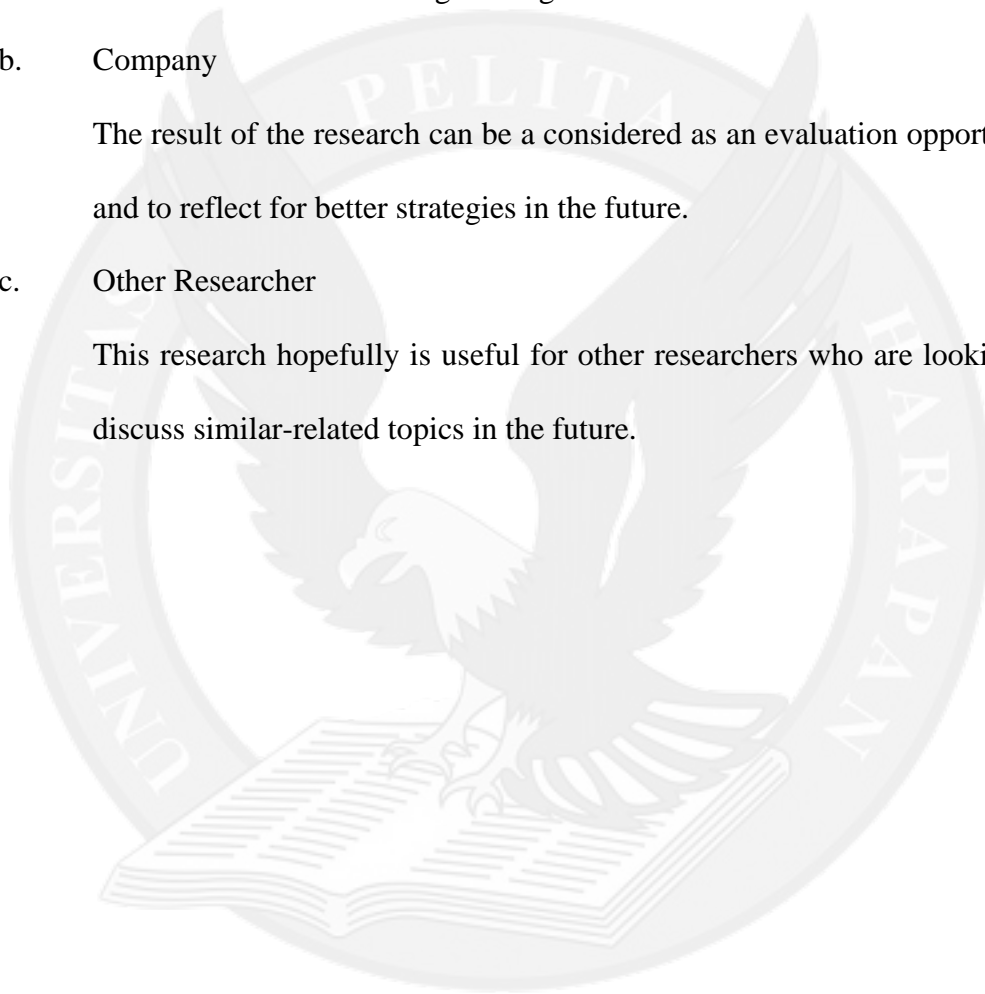 b. Company
The result of the research can be a considered as an evaluation opport
and to reflect for better strategies in the future.
c. Other Researcher
This research hopefully is useful for other researchers who are looki
discuss similar-related topics in the future.
UNIVERSITAS PELITA HARAPAN